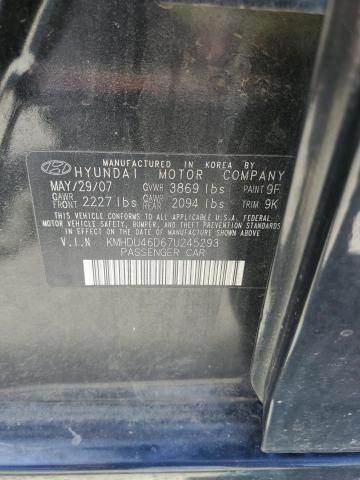 MANUFACTURED IN KOREA BY
HYUNDAI MOTOR COMPANY
MAY/29/07 GVWR 3869 lbs PAINT 9F
GAWR FRONT 2227 lbs GAWR REAR 2094 lbs TRIM 9K
THIS VEHICLE CONFORMS TO ALL APPLICABLE U.S.A. FEDERAL
MOTOR VEHICLE SAFETY, BUMPER, AND THEFT PREVENTION
STANDARDS IN EFFECT ON THE DATE OF MANUFACTURE SHOWN ABOVE.
V.I.N KMHDU46D67U245293
PASSENGER CAR